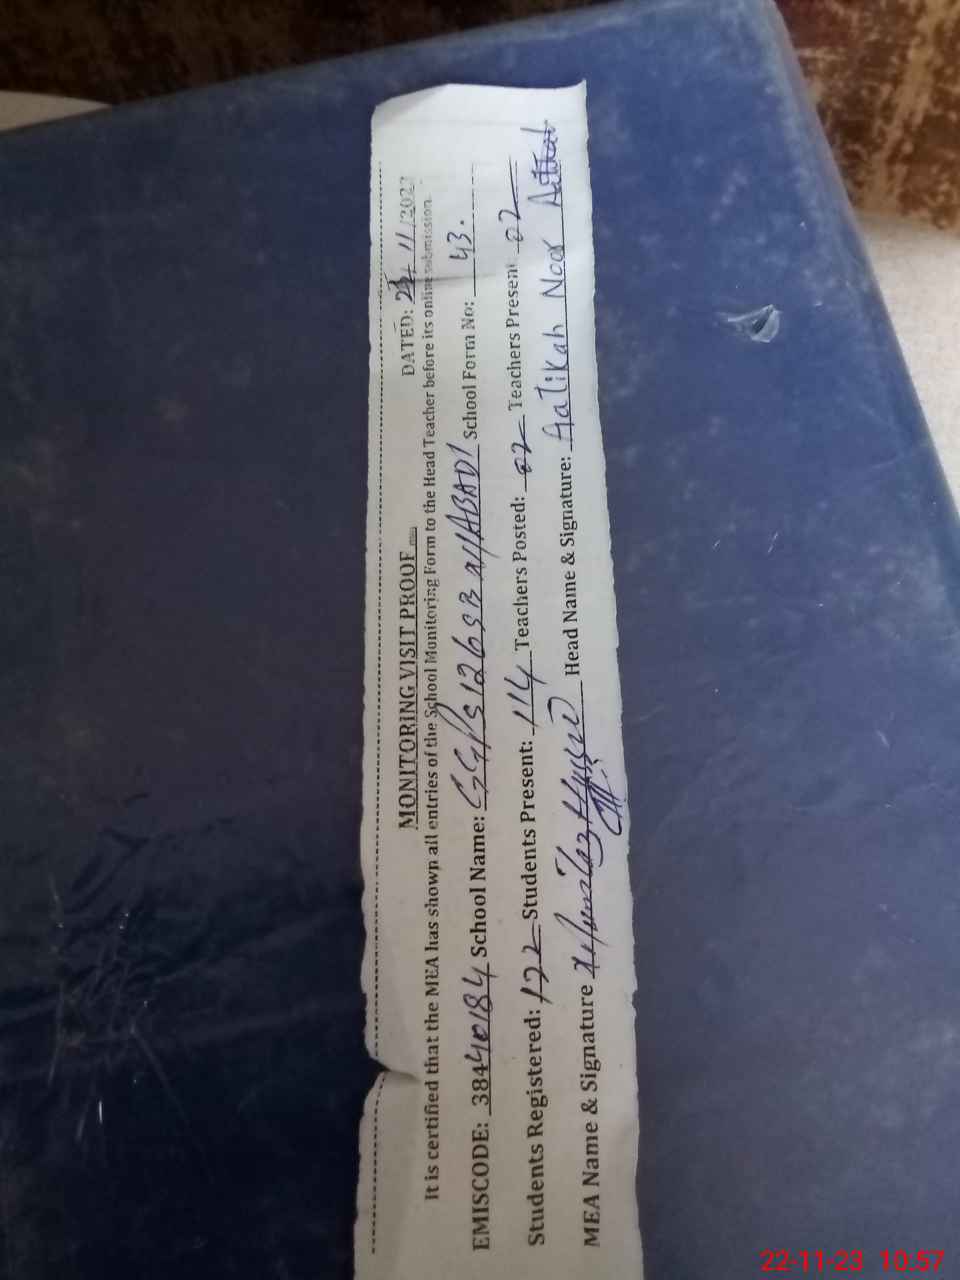 MONITORING VISIT PROOF DATED: 22/11/2023
It is certified that the MEA has shown all entries of the School Monitoring Form to the Head Teacher before its online submission.
EMISCODE: 38440184 School Name: GGPS 126 SB School Form No: 43.
Students Registered: 122 Students Present: 114 Teachers Posted: 02 Teachers Present 02
MEA Name & Signature Head Name & Signature: Aatikah Noor
22-11-23 10:57